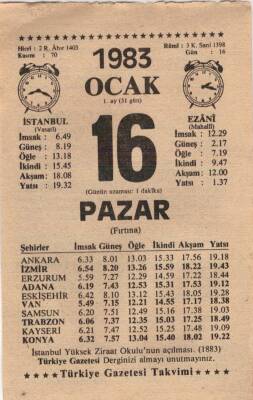 Hicri : 2 R. Âhır 1403
Kasım : 70
1983
Rûmî : 3 K. Sani 1398
Gün : 16
OCAK
1. ay (31 gün)
İSTANBUL
(Vasatî)
İmsak : 6.49
Güneş : 8.19
Öğle : 13.18
İkindi : 15.45
Akşam : 18.08
Yatsı : 19.32
16
(Günün uzaması: 1 dakika)
EZÂNÎ
(Mahallî)
İmsak : 12.29
Güneş : 2.17
Öğle : 7.19
İkindi : 9.47
Akşam : 12.00
Yatsı : 1.37
PAZAR
(Fırtına)
Şehirler İmsak Güneş Öğle İkindi Akşam Yatsı
ANKARA 6.33 8.01 13.03 15.33 17.56 19.18
İZMİR 6.54 8.20 13.26 15.59 18.22 19.43
ERZURUM 5.59 7.27 12.29 14.59 17.22 18.44
ADANA 6.19 7.43 12.53 15.31 17.53 19.12
ESKİŞEHİR 6.42 8.10 13.12 15.43 18.05 19.28
VAN 5.49 7.15 12.21 14.55 17.17 18.38
SAMSUN 6.20 7.51 12.49 15.16 17.38 19.03
TRABZON 6.06 7.37 12.35 15.03 17.25 18.49
KAYSERİ 6.21 7.47 12.52 15.25 17.48 19.09
KONYA 6.32 7.57 13.04 15.40 18.02 19.22
İstanbul Yüksek Ziraat Okulu'nun açılması. (1883)
Türkiye Gazetesi Derginizi almayı unutmayınız.
★★★★ Türkiye Gazetesi Takvimi ★★★★